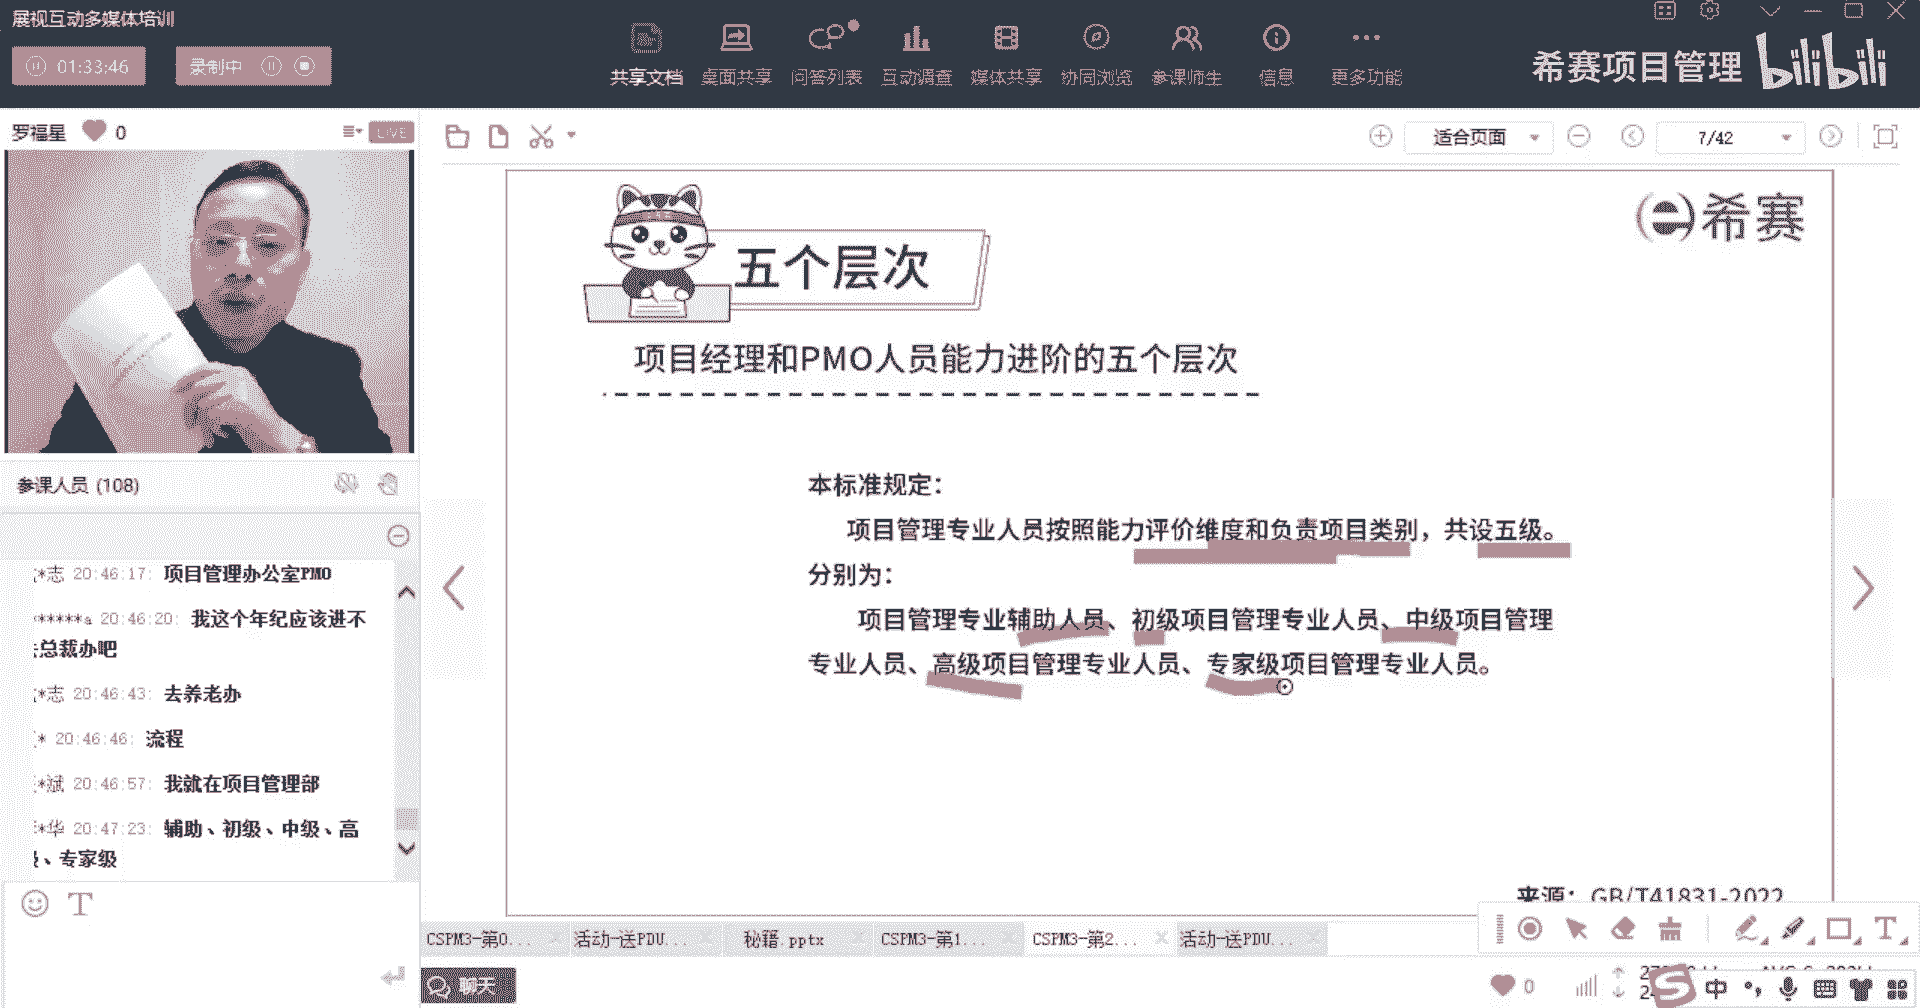 展视互动多媒体培训
01:33:46
录制中
共享文档
桌面共享
问答列表
互动调查
媒体共享
协同浏览
参课师生
信息
更多功能
希赛项目管理
bilibili
罗福星
0
LIVE
适合页面
7/42
希赛
五个层次
项目经理和PMO人员能力进阶的五个层次
本标准规定：
项目管理专业人员按照能力评价维度和负责项目类别，共设五级。
分别为：
项目管理专业辅助人员、初级项目管理专业人员、中级项目管理
专业人员、高级项目管理专业人员、专家级项目管理专业人员。
来源：GB/T41831-2022
参课人员 (108)
*志 20:46:17: 项目管理办公室PMO
*****a 20:46:20: 我这个年纪应该进不
总裁办吧
*志 20:46:43: 去养老办
* 20:46:46: 流程
*斌 20:46:57: 我就在项目管理部
*华 20:47:23: 辅助、初级、中级、高
、专家级
T
CSPM3-第0...
活动-送PDU...
秘籍.pptx
CSPM3-第1...
CSPM3-第2...
活动-送PDU...
T
聊天
0
中